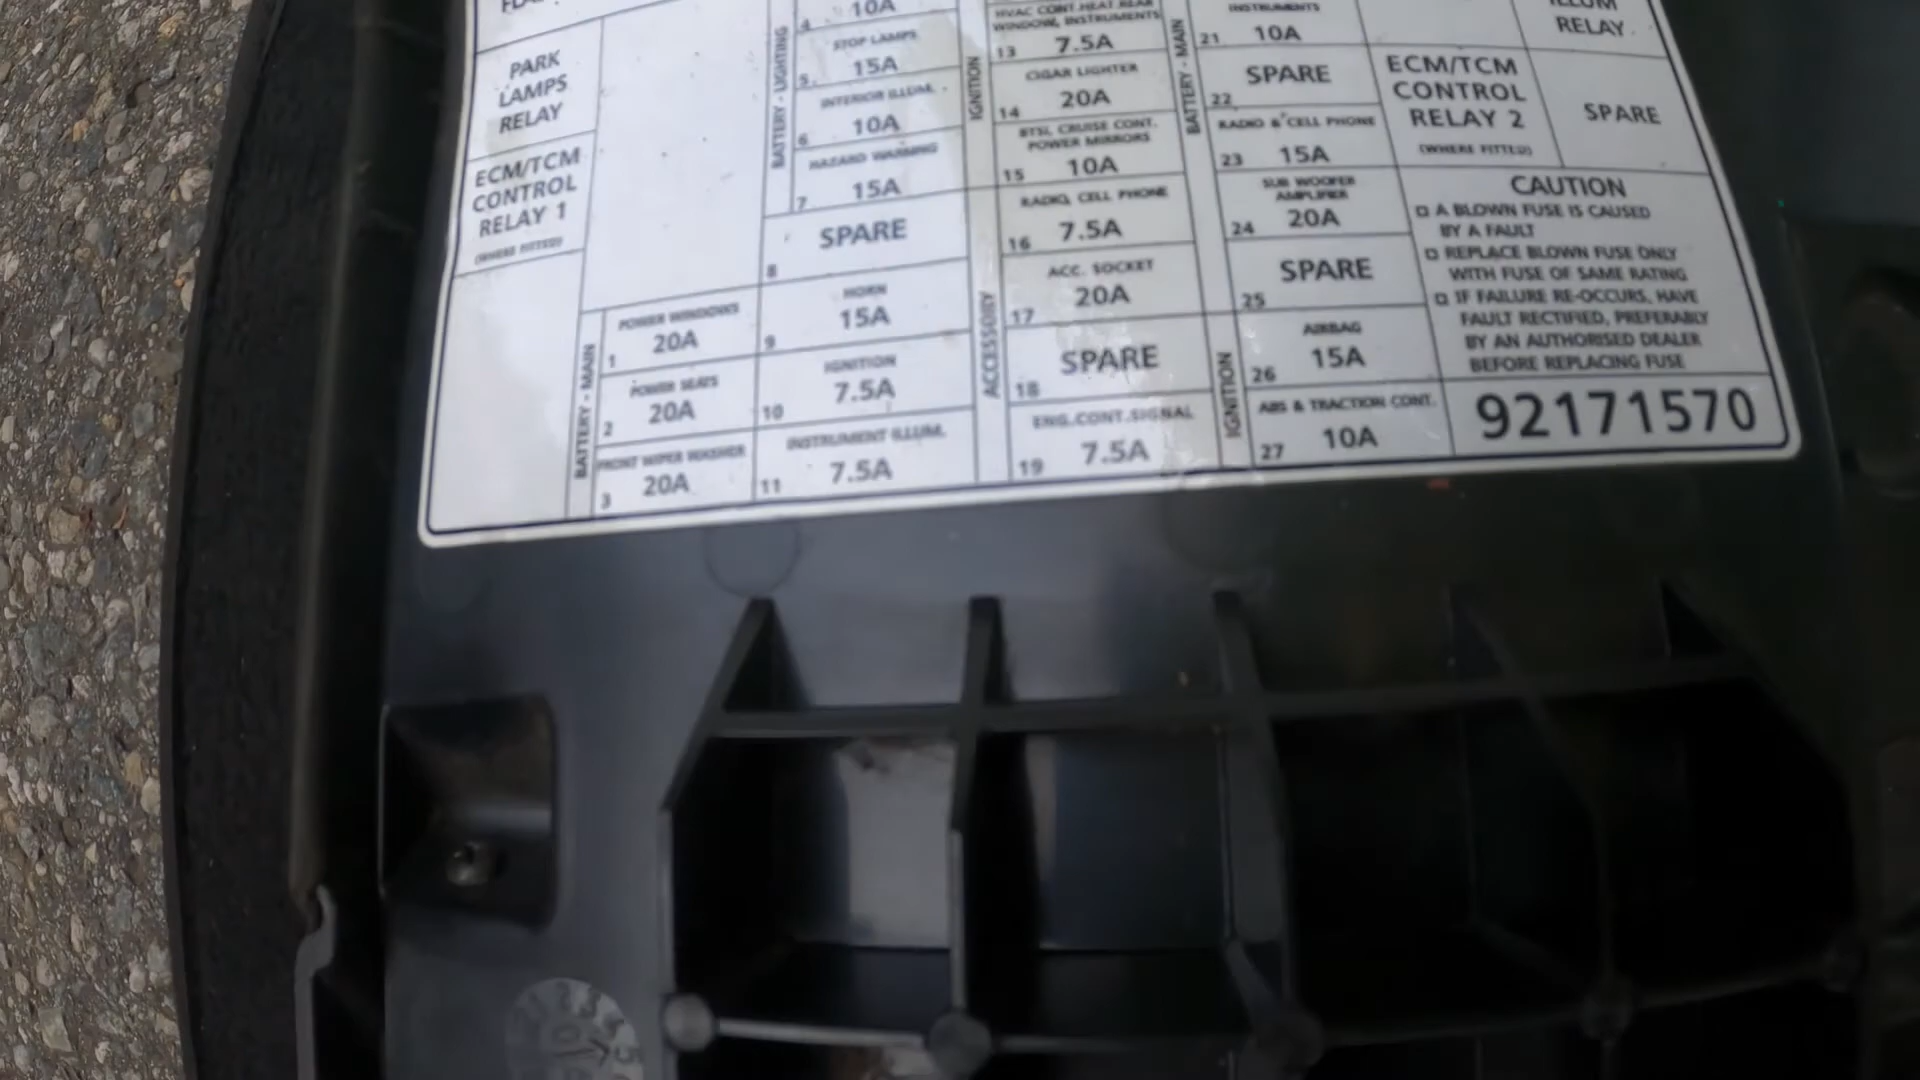 PARK
LAMPS
RELAY
ECM/TCM
CONTROL
RELAY 1
(WHERE FITTED)
BATTERY - MAIN
POWER WINDOWS
1 20A
POWER SEATS
2 20A
FRONT WIPER WASHER
3 20A
BATTERY - LIGHTING
4 10A
STOP LAMPS
5 15A
INTERIOR ILLUM.
6 10A
HAZARD WARNING
7 15A
SPARE
8
HORN
9 15A
IGNITION
10 7.5A
INSTRUMENT ILLUM.
11 7.5A
IGNITION
HVAC CONT. HEAT. REAR
WINDOW, INSTRUMENTS
13 7.5A
CIGAR LIGHTER
14 20A
BTSI, CRUISE CONT.
POWER MIRRORS
15 10A
ACCESSORY
RADIO, CELL PHONE
16 7.5A
ACC. SOCKET
17 20A
SPARE
18
ENG.CONT.SIGNAL
19 7.5A
BATTERY - MAIN
INSTRUMENTS
21 10A
SPARE
22
RADIO & CELL PHONE
23 15A
SUB WOOFER
AMPLIFIER
24 20A
SPARE
25
IGNITION
AIRBAG
26 15A
ABS & TRACTION CONT.
27 10A
ILLUM
RELAY
ECM/TCM
CONTROL
RELAY 2
(WHERE FITTED)
SPARE
CAUTION
A BLOWN FUSE IS CAUSED
BY A FAULT
REPLACE BLOWN FUSE ONLY
WITH FUSE OF SAME RATING
IF FAILURE RE-OCCURS, HAVE
FAULT RECTIFIED, PREFERABLY
BY AN AUTHORISED DEALER
BEFORE REPLACING FUSE
92171570